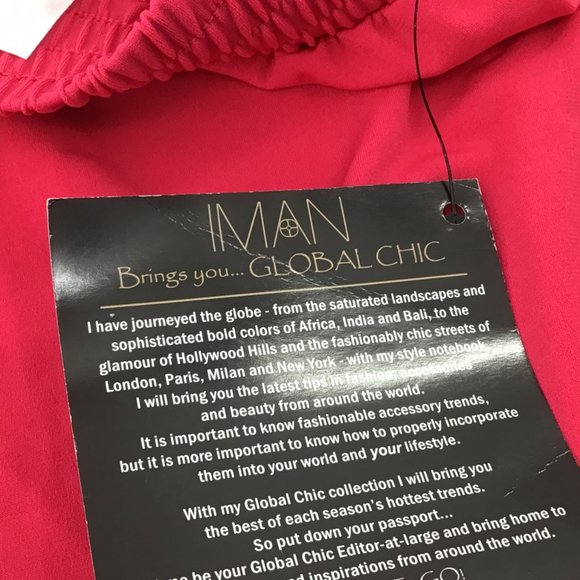 IMAN
Brings you... GLOBAL CHIC
I have journeyed the globe - from the saturated landscapes and
sophisticated bold colors of Africa, India and Bali, to the
glamour of Hollywood Hills and the fashionably chic streets of
London, Paris, Milan and New York - with my style notebook,
I will bring you the latest tips in fashion, accessories
and beauty from around the world.
It is important to know fashionable accessory trends,
but it is more important to know how to properly incorporate
them into your world and your lifestyle.
With my Global Chic collection I will bring you
the best of each season's hottest trends.
So put down your passport...
me be your Global Chic Editor-at-large and bring home to
inspirations from around the world.
GO!